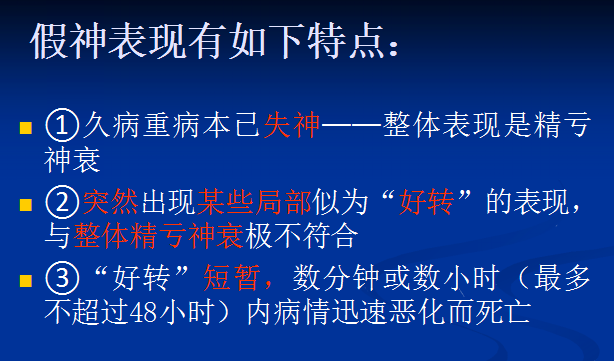 假神表现有如下特点：
①久病重病本已失神——整体表现是精亏
神衰
②突然出现某些局部似为“好转”的表现，
与整体精亏神衰极不符合
③“好转”短暂，数分钟或数小时（最多
不超过48小时）内病情迅速恶化而死亡